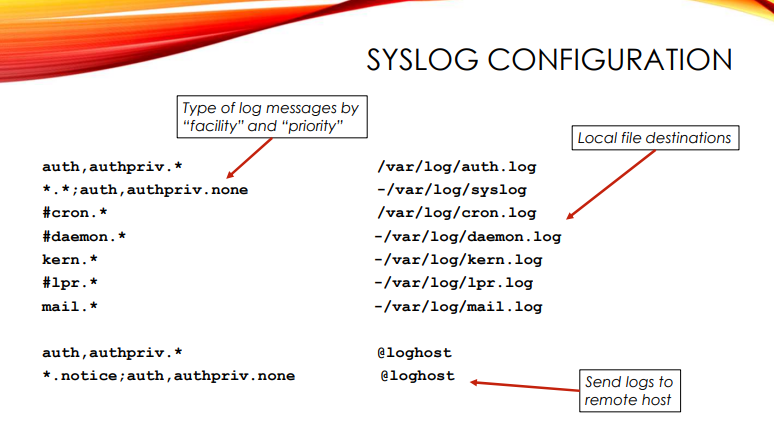 SYSLOG CONFIGURATION
Type of log messages by
“facility” and “priority”
Local file destinations
auth,authpriv.* /var/log/auth.log
*.*;auth,authpriv.none -/var/log/syslog
#cron.* /var/log/cron.log
#daemon.* -/var/log/daemon.log
kern.* -/var/log/kern.log
#lpr.* -/var/log/lpr.log
mail.* -/var/log/mail.log
auth,authpriv.* @loghost
*.notice;auth,authpriv.none @loghost
Send logs to
remote host